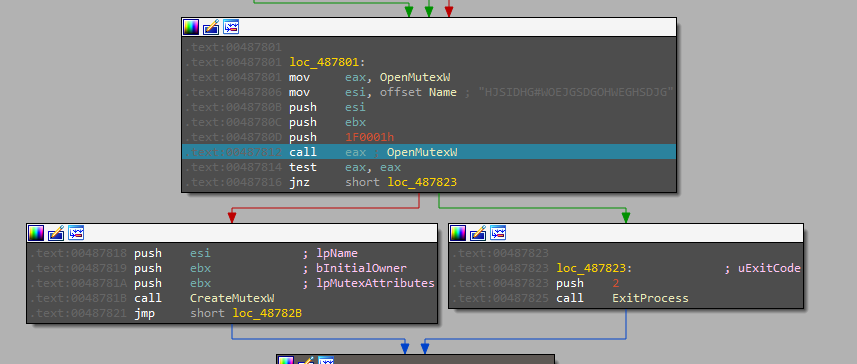 .text:00487801
.text:00487801 loc_487801:
.text:00487801 mov eax, OpenMutexW
.text:00487806 mov esi, offset Name ; "HJSIDHG#WOEJGSDGOHWEGHSDJG"
.text:0048780B push esi
.text:0048780C push ebx
.text:0048780D push 1F0001h
.text:00487812 call eax ; OpenMutexW
.text:00487814 test eax, eax
.text:00487816 jnz short loc_487823
.text:00487818 push esi ; lpName
.text:00487819 push ebx ; bInitialOwner
.text:0048781A push ebx ; lpMutexAttributes
.text:0048781B call CreateMutexW
.text:00487821 jmp short loc_48782B
.text:00487823
.text:00487823 loc_487823: ; uExitCode
.text:00487823 push 2
.text:00487825 call ExitProcess